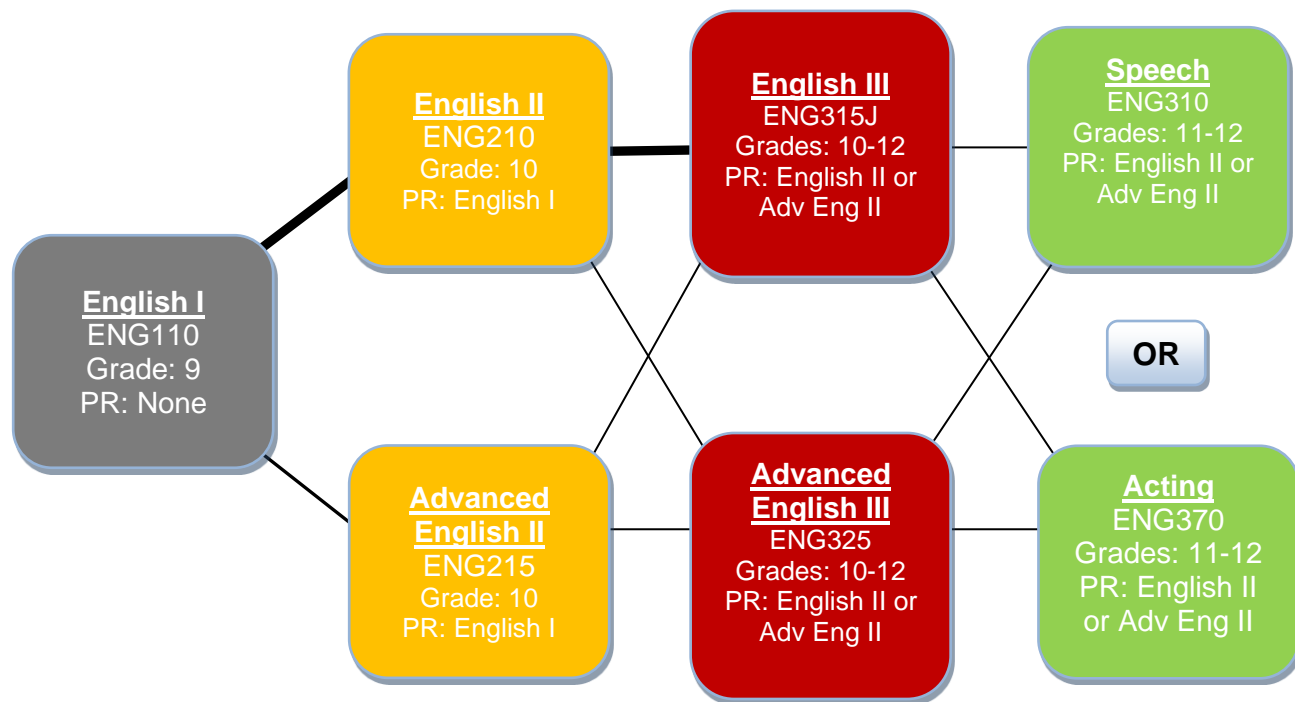 English I
ENG110
Grade: 9
PR: None
English II
ENG210
Grade: 10
PR: English I
Advanced
English II
ENG215
Grade: 10
PR: English I
English III
ENG315J
Grades: 10-12
PR: English II or
Adv Eng II
Advanced
English III
ENG325
Grades: 10-12
PR: English II or
Adv Eng II
Speech
ENG310
Grades: 11-12
PR: English II or
Adv Eng II
OR
Acting
ENG370
Grades: 11-12
PR: English II
or Adv Eng II